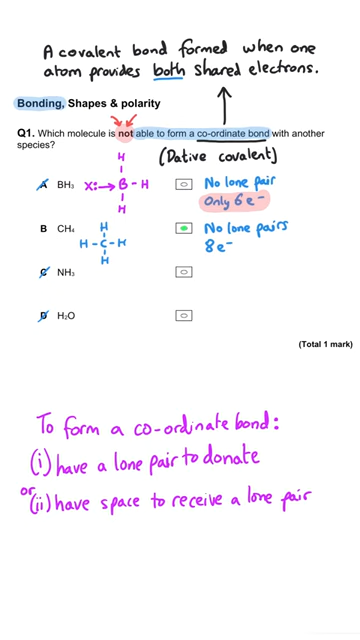 A covalent bond formed when one
atom provides both shared electrons.
Bonding, Shapes & polarity
Q1. Which molecule is not able to form a co-ordinate bond with another
species?
(Dative covalent)
H
A BH₃ X:→B-H No lone pair
H Only 6e⁻
B CH₄ H No lone pairs
H-C-H 8e⁻
H
C NH₃
D H₂O
(Total 1 mark)
To form a co-ordinate bond:
(i) have a lone pair to donate
or (ii) have space to receive a lone pair